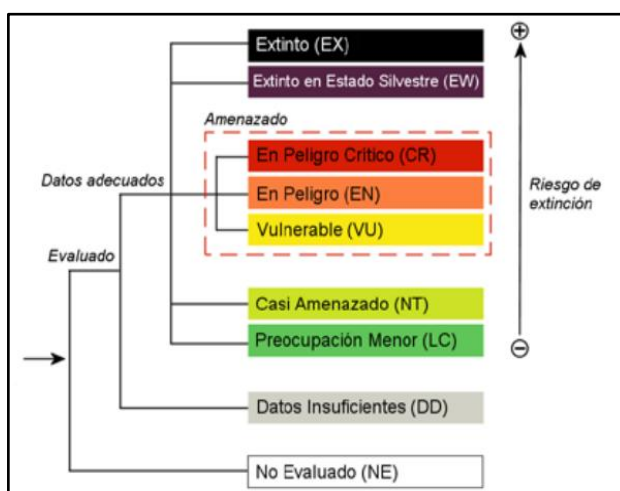 Extinto (EX)
Extinto en Estado Silvestre (EW)
Amenazado
En Peligro Critico (CR)
Datos adecuados
En Peligro (EN)
Riesgo de
extinción
Vulnerable (VU)
Evaluado
Casi Amenazado (NT)
Preocupación Menor (LC)
Datos Insuficientes (DD)
No Evaluado (NE)